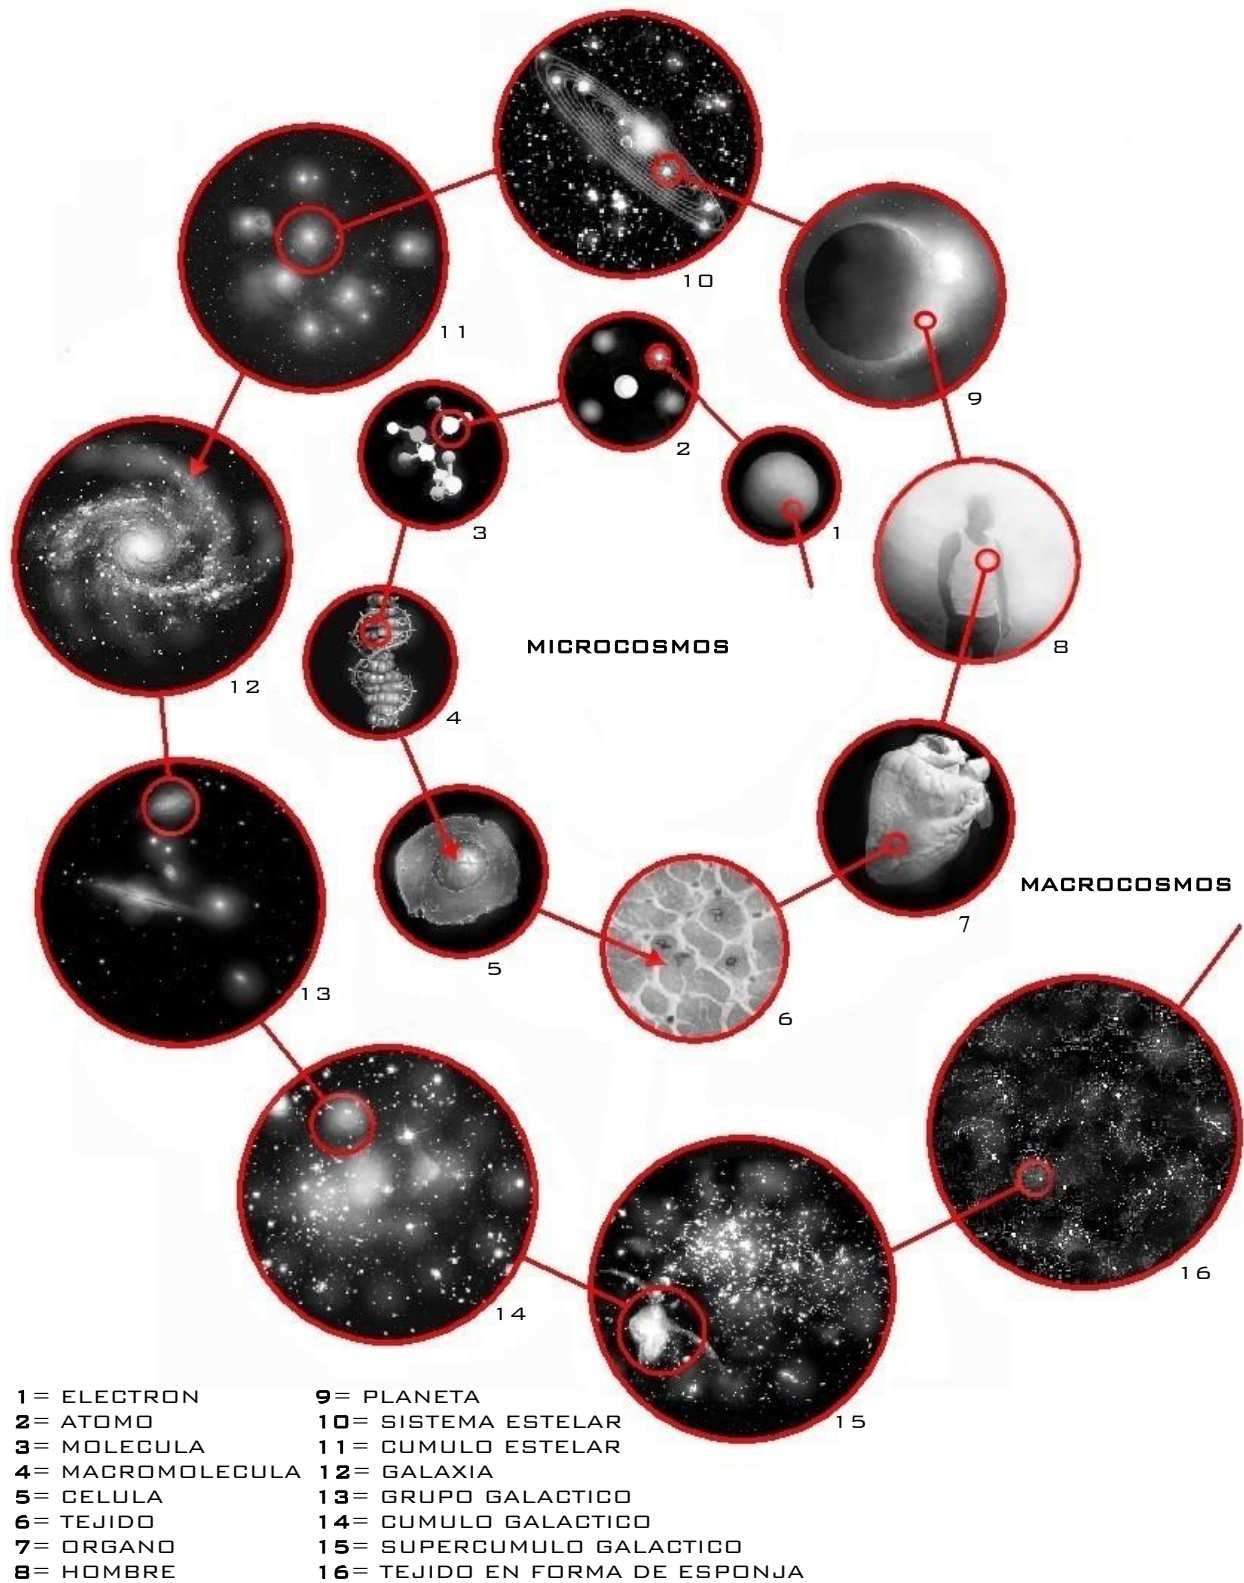 10
11
9
2
3
1
MICROCOSMOS
8
12
4
MACROCOSMOS
7
5
13
6
16
14
15
1= ELECTRON
2= ATOMO
3= MOLECULA
4= MACROMOLECULA
5= CELULA
6= TEJIDO
7= ORGANO
8= HOMBRE
9= PLANETA
10= SISTEMA ESTELAR
11= CUMULO ESTELAR
12= GALAXIA
13= GRUPO GALACTICO
14= CUMULO GALACTICO
15= SUPERCUMULO GALACTICO
16= TEJIDO EN FORMA DE ESPONJA